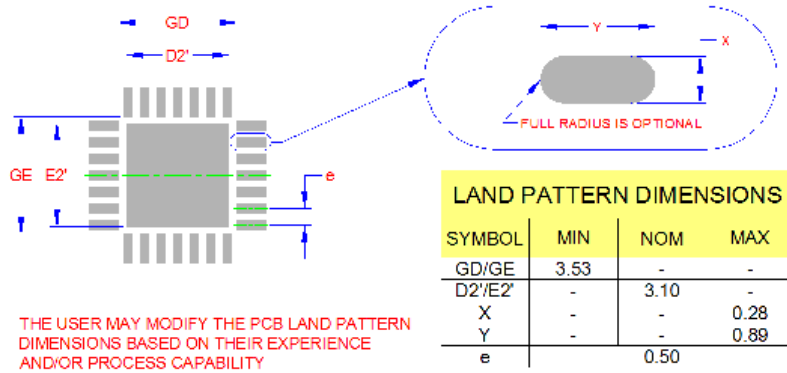 GD
D2'
GE
E2'
e
Y
X
FULL RADIUS IS OPTIONAL
LAND PATTERN DIMENSIONS
SYMBOL MIN NOM MAX
GD/GE 3.53 - -
D2'/E2' - 3.10 -
X - - 0.28
Y - - 0.89
e 0.50
THE USER MAY MODIFY THE PCB LAND PATTERN
DIMENSIONS BASED ON THEIR EXPERIENCE
AND/OR PROCESS CAPABILITY